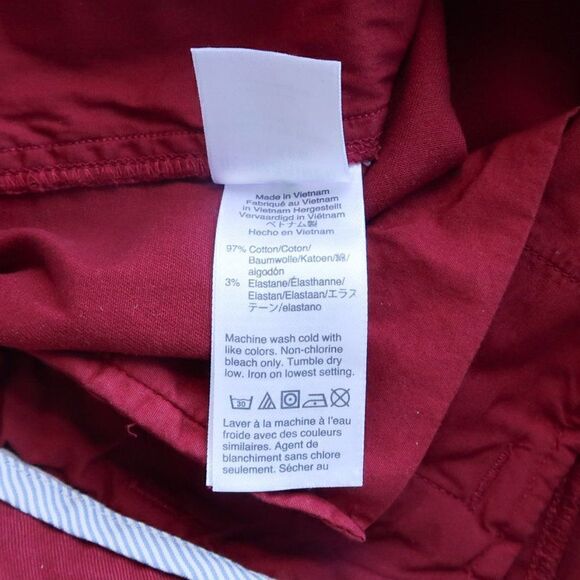 Made in Vietnam
Fabriqué au Vietnam
in Vietnam Hergestellt
Vervaardigd in Viëtnam
ベトナム製
Hecho en Vietnam
97% Cotton/Coton/
Baumwolle/Katoen/綿/
algodón
3% Elastane/Élasthanne/
Elastan/Elastaan/エラス
テーン/elastano
Machine wash cold with
like colors. Non-chlorine
bleach only. Tumble dry
low. Iron on lowest setting.
30
Laver à la machine à l'eau
froide avec des couleurs
similaires. Agent de
blanchiment sans chlore
seulement. Sécher au